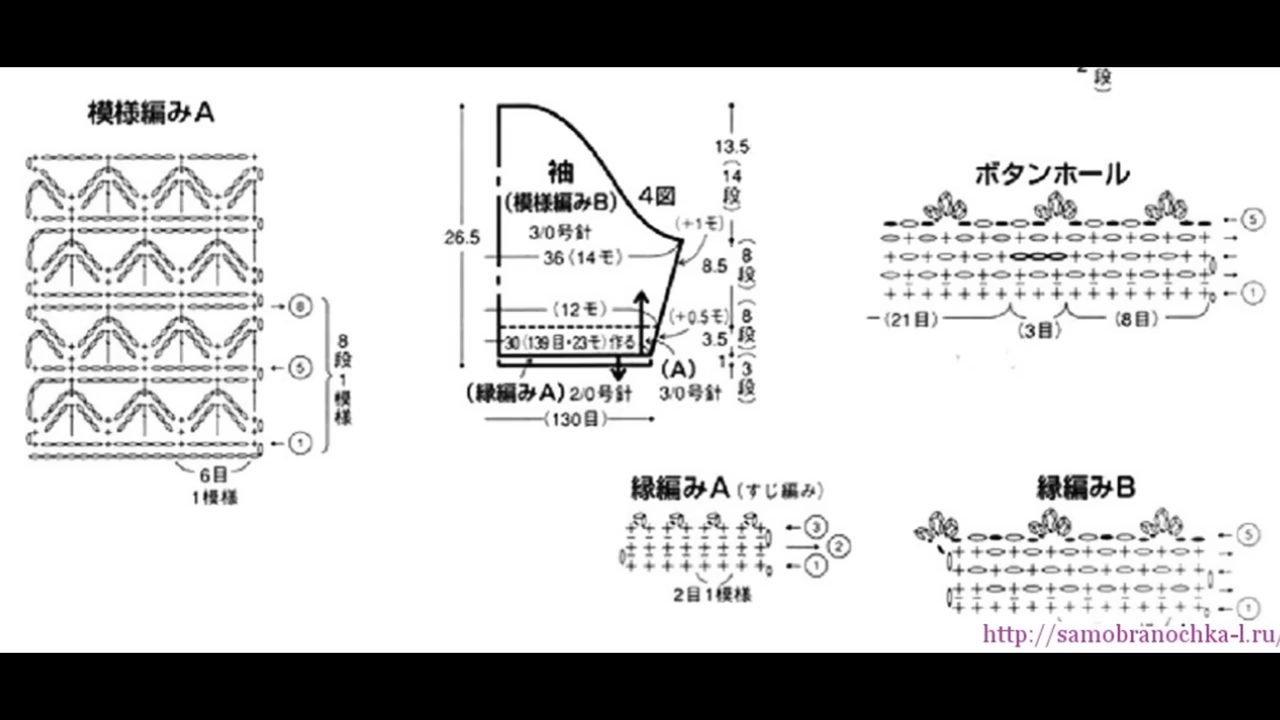 2
段
模様編みA
⑧
⑤
①
8段1模様
6目
1模様
26.5
袖
(模様編みB)
3/0号針
36(14モ)
4図
(+1モ)
(12モ)
(+0.5モ)
30(139目・23モ)作る
(A)
3/0号針
(縁編みA)2/0号針
(130目)
13.5
(14段)
8.5
(8段)
3.5
(8段)
1
(3段)
ボタンホール
⑤
①
(21目)
(3目)
(8目)
縁編みA(すじ編み)
③
②
①
2目1模様
縁編みB
⑤
①
http://samobranochka-l.ru/